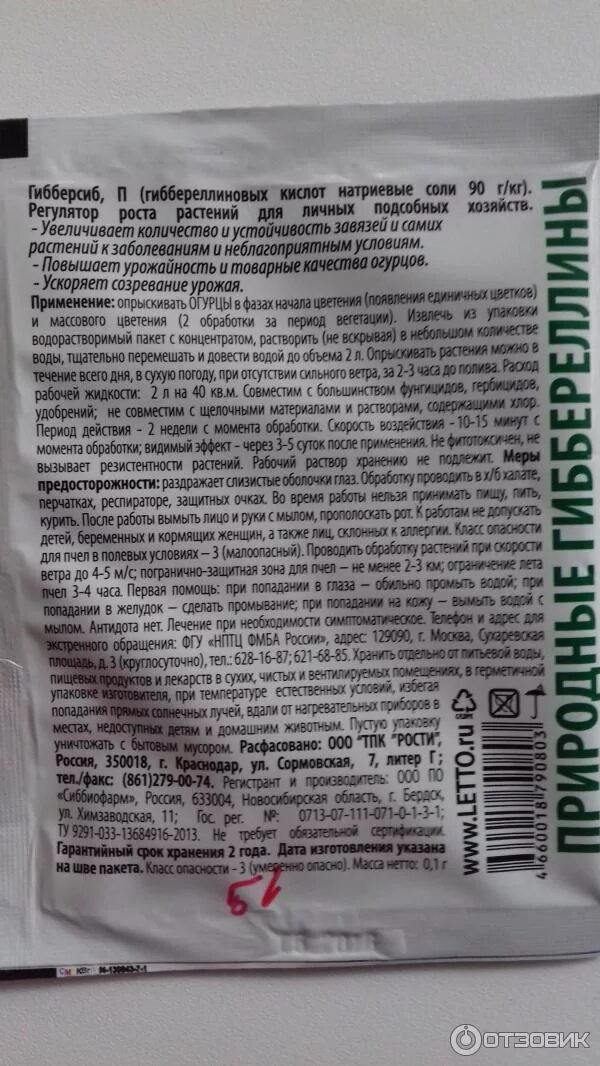 Гибберсиб, П (гиббереллиновых кислот натриевые соли 90 г/кг).
Регулятор роста растений для личных подсобных хозяйств.
- Увеличивает количество и устойчивость завязей и самих
растений к заболеваниям и неблагоприятным условиям.
- Повышает урожайность и товарные качества огурцов.
- Ускоряет созревание урожая.
Применение: опрыскивать ОГУРЦЫ в фазах начала цветения (появления единичных цветков)
и массового цветения (2 обработки за период вегетации). Извлечь из упаковки
водорастворимый пакет с концентратом, растворить (не вскрывая) в небольшом количестве
воды, тщательно перемешать и довести водой до объема 2 л. Опрыскивать растения можно в
течение всего дня, в сухую погоду, при отсутствии сильного ветра, за 2-3 часа до полива. Расход
рабочей жидкости: 2 л на 40 кв.м. Совместим с большинством фунгицидов, гербицидов,
удобрений; не совместим с щелочными материалами и растворами, содержащими хлор.
Период действия - 2 недели с момента обработки. Скорость воздействия - 10-15 минут с
момента обработки; видимый эффект – через 3-5 суток после применения. Не фитотоксичен, не
вызывает резистентности растений. Рабочий раствор хранению не подлежит. Меры
предосторожности: раздражает слизистые оболочки глаз. Обработку проводить в х/б халате,
перчатках, респираторе, защитных очках. Во время работы нельзя принимать пищу, пить,
курить. После работы вымыть лицо и руки с мылом, прополоскать рот. К работам не допускать
детей, беременных и кормящих женщин, а также лиц, склонных к аллергии. Класс опасности
для пчел в полевых условиях – 3 (малоопасный). Проводить обработку растений при скорости
ветра до 4-5 м/с; погранично-защитная зона для пчел – не менее 2-3 км; ограничение лета
пчел 3-4 часа. Первая помощь: при попадании в глаза – обильно промыть водой; при
попадании в желудок – сделать промывание; при попадании на кожу – вымыть водой с
мылом. Антидота нет. Лечение при необходимости симптоматическое. Телефон и адрес для
экстренного обращения: ФГУ «НПТЦ ФМБА России», адрес: 129090, г. Москва, Сухаревская
площадь, д. 3 (круглосуточно), тел.: 628-16-87; 621-68-85. Хранить отдельно от питьевой воды,
пищевых продуктов и лекарств в сухих, чистых и вентилируемых помещениях, в герметичной
упаковке изготовителя, при температуре естественных условий, избегая
попадания прямых солнечных лучей, вдали от нагревательных приборов в
местах, недоступных детям и домашним животным. Пустую упаковку
уничтожать с бытовым мусором. Расфасовано: ООО "ТПК "РОСТИ",
Россия, 350018, г. Краснодар, ул. Сормовская, 7, литер Г;
тел./факс: (861)279-00-74. Регистрант и производитель: ООО ПО
«Сиббиофарм», Россия, 633004, Новосибирская область, г. Бердск,
ул. Химзаводская, 11; Гос. рег. №: 0713-07-111-071-0-1-3-1;
ТУ 9291-033-13684916-2013. Не требует обязательной сертификации.
Гарантийный срок хранения 2 года. Дата изготовления указана
на шве пакета. Класс опасности - 3 (умеренно опасно). Масса нетто: 0,1 г
51
WWW.LETTO.ru
4 660018 790803
ПРИРОДНЫЕ ГИББЕРЕЛЛИНЫ
ОТЗОВИК